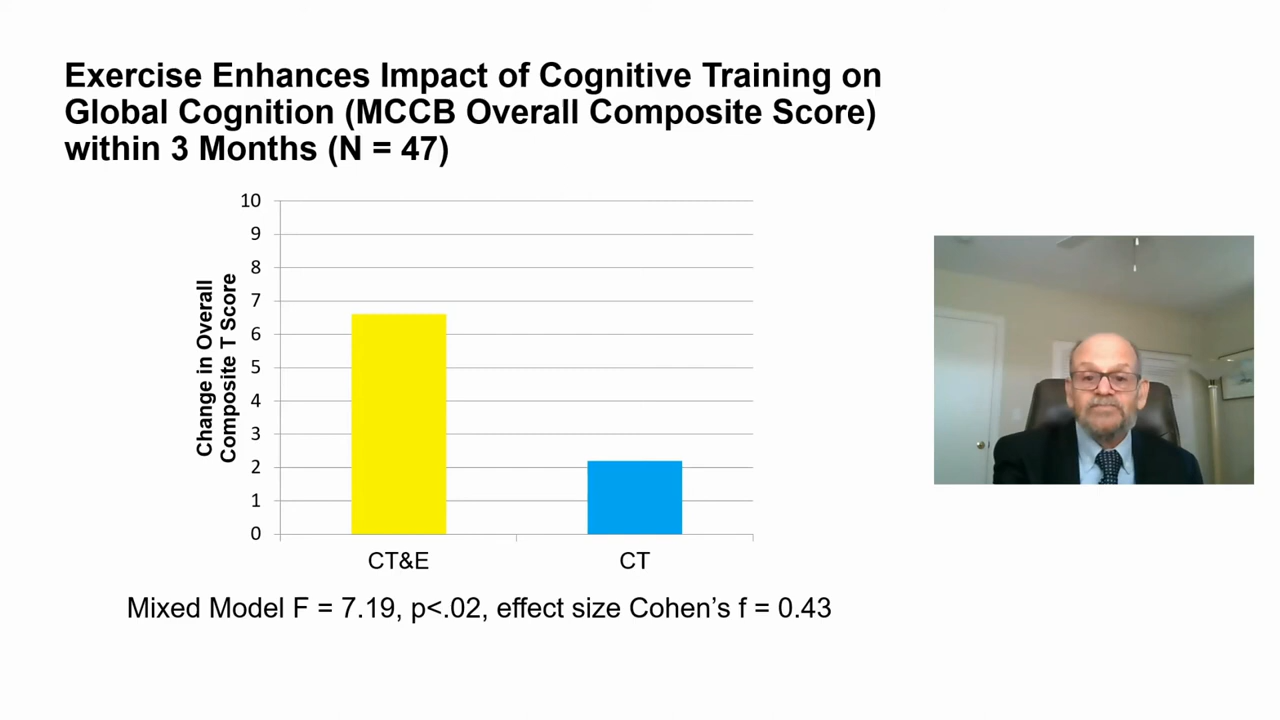 Exercise Enhances Impact of Cognitive Training on
Global Cognition (MCCB Overall Composite Score)
within 3 Months (N = 47)
10
9
8
7
6
5
4
3
2
1
0
Change in Overall
Composite T Score
CT&E
CT
Mixed Model F = 7.19, p<.02, effect size Cohen’s f = 0.43